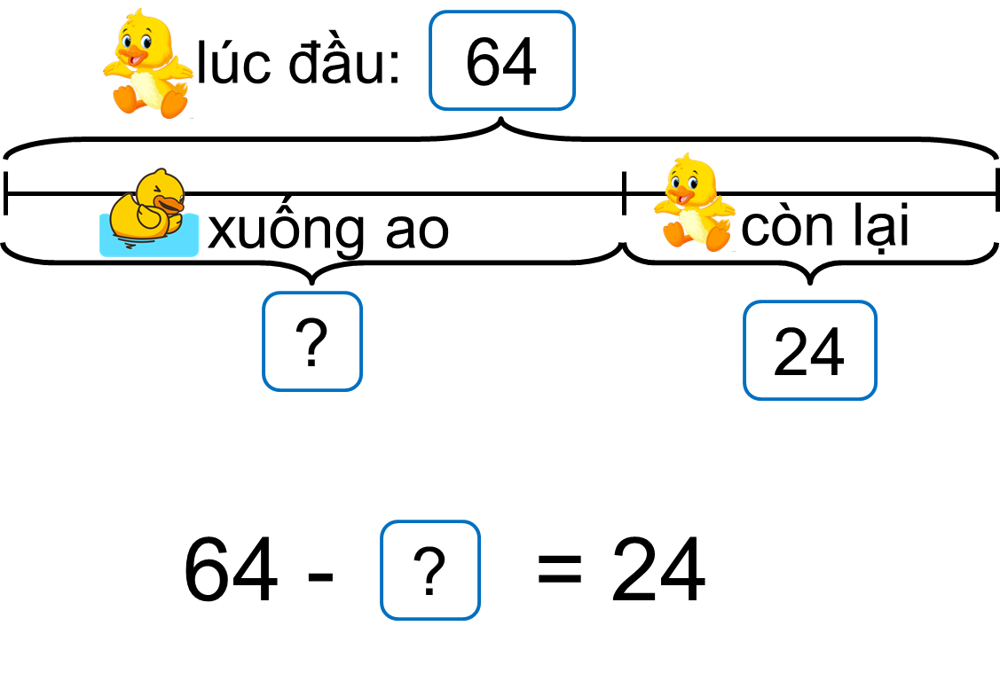 lúc đầu: 64
xuống ao
còn lại
?
24
64 - ? = 24